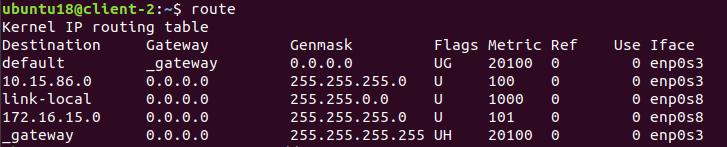 ubuntu18@client-2:~$ route
Kernel IP routing table
Destination     Gateway         Genmask         Flags Metric Ref    Use Iface
default         _gateway        0.0.0.0         UG    20100  0        0 enp0s3
10.15.86.0      0.0.0.0         255.255.255.0   U     100    0        0 enp0s3
link-local      0.0.0.0         255.255.0.0     U     1000   0        0 enp0s8
172.16.15.0     0.0.0.0         255.255.255.0   U     101    0        0 enp0s8
_gateway        0.0.0.0         255.255.255.255 UH    20100  0        0 enp0s3